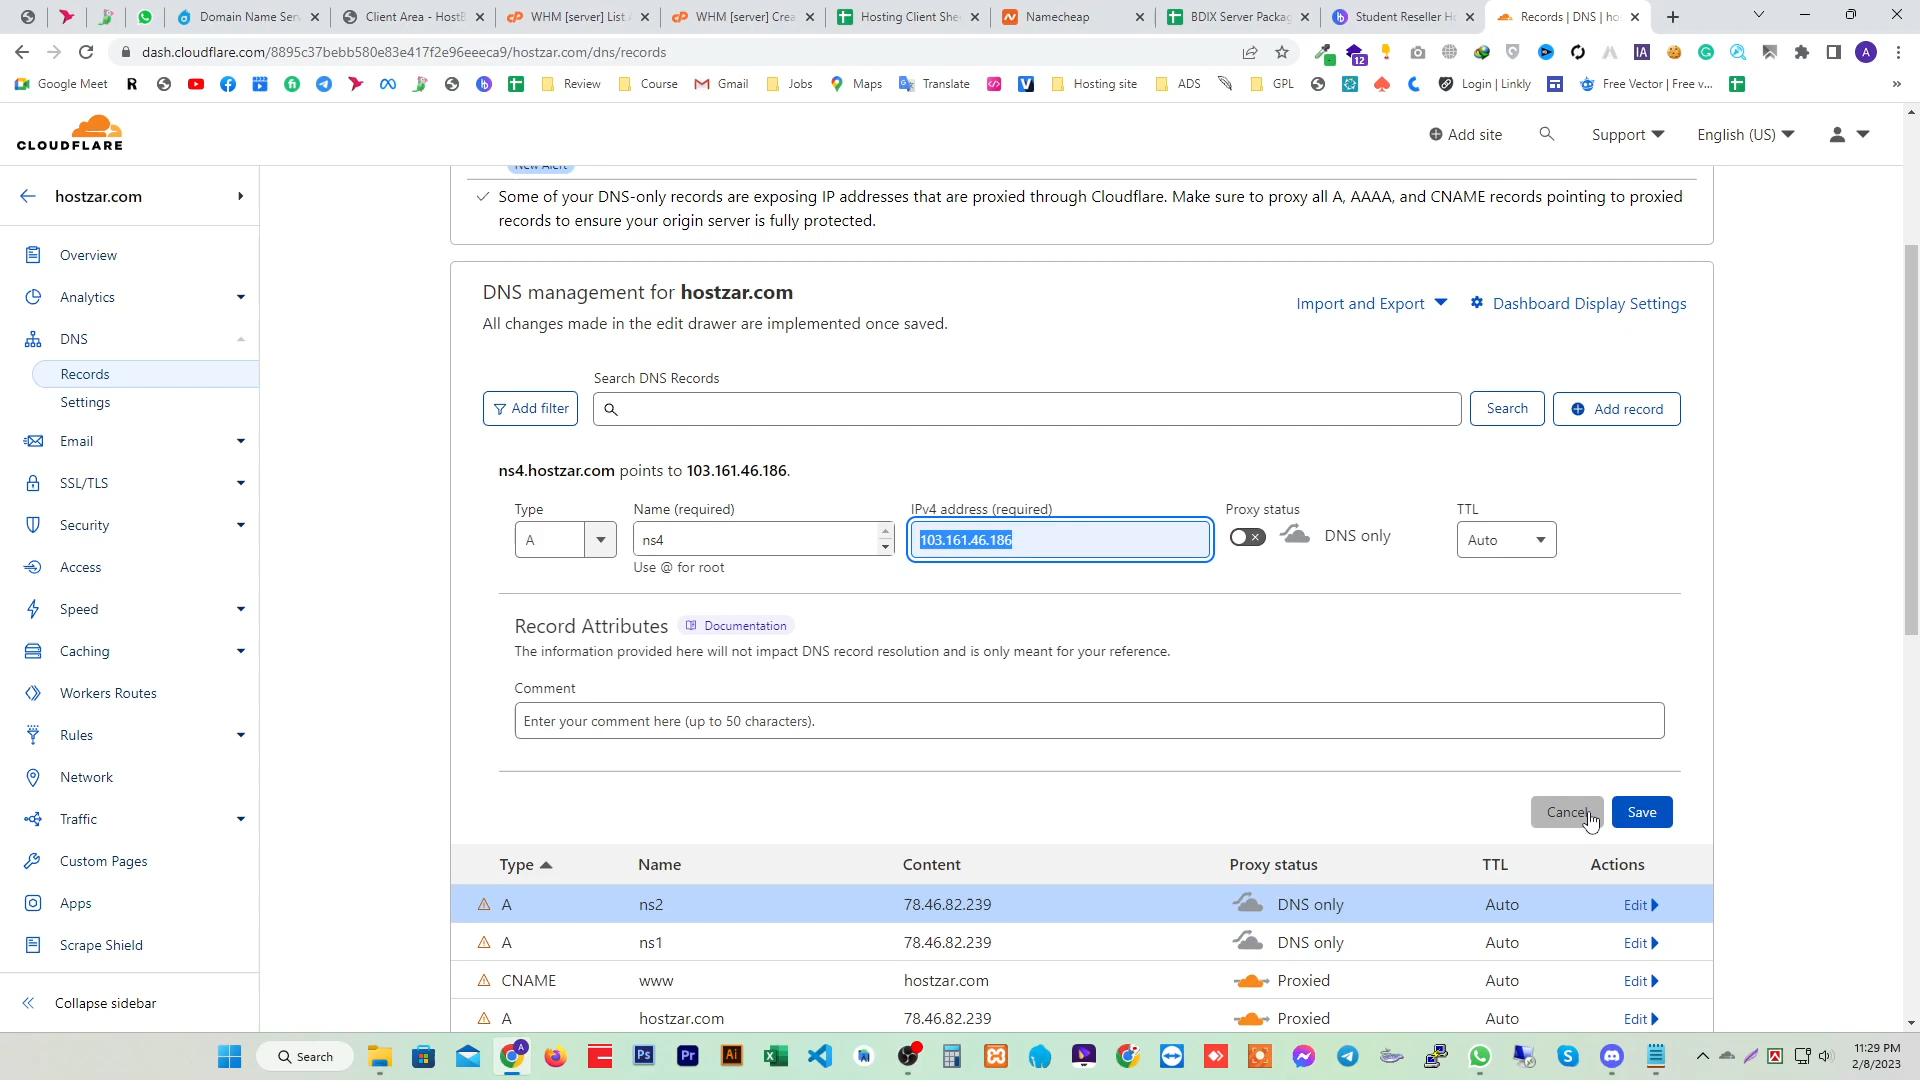 Domain Name Serv
Client Area - HostB
WHM [server] List A
WHM [server] Crea
Hosting Client Shee
Namecheap
BDIX Server Packag
Student Reseller Ho
Records | DNS | hos
dash.cloudflare.com/8895c37bebb580e83e417f2e96eeeca9/hostzar.com/dns/records
12
IA
A
Google Meet
Review
Course
Gmail
Jobs
Maps
Translate
Hosting site
ADS
GPL
Login | Linkly
Free Vector | Free v...
CLOUDFLARE
Add site
Support
English (US)
hostzar.com
Overview
Analytics
DNS
Records
Settings
Email
SSL/TLS
Security
Access
Speed
Caching
Workers Routes
Rules
Network
Traffic
Custom Pages
Apps
Scrape Shield
Collapse sidebar
New Alert
Some of your DNS-only records are exposing IP addresses that are proxied through Cloudflare. Make sure to proxy all A, AAAA, and CNAME records pointing to proxied
records to ensure your origin server is fully protected.
DNS management for hostzar.com
All changes made in the edit drawer are implemented once saved.
Import and Export
Dashboard Display Settings
Search DNS Records
Add filter
Search
Add record
ns4.hostzar.com points to 103.161.46.186.
Type
Name (required)
IPv4 address (required)
Proxy status
TTL
A
ns4
103.161.46.186
DNS only
Auto
Use @ for root
Record Attributes
Documentation
The information provided here will not impact DNS record resolution and is only meant for your reference.
Comment
Enter your comment here (up to 50 characters).
Cancel
Save
Type Name Content Proxy status TTL Actions
A ns2 78.46.82.239 DNS only Auto Edit
A ns1 78.46.82.239 DNS only Auto Edit
CNAME www hostzar.com Proxied Auto Edit
A hostzar.com 78.46.82.239 Proxied Auto Edit
Search
Ps
Pr
Ai
11:29 PM
2/8/2023